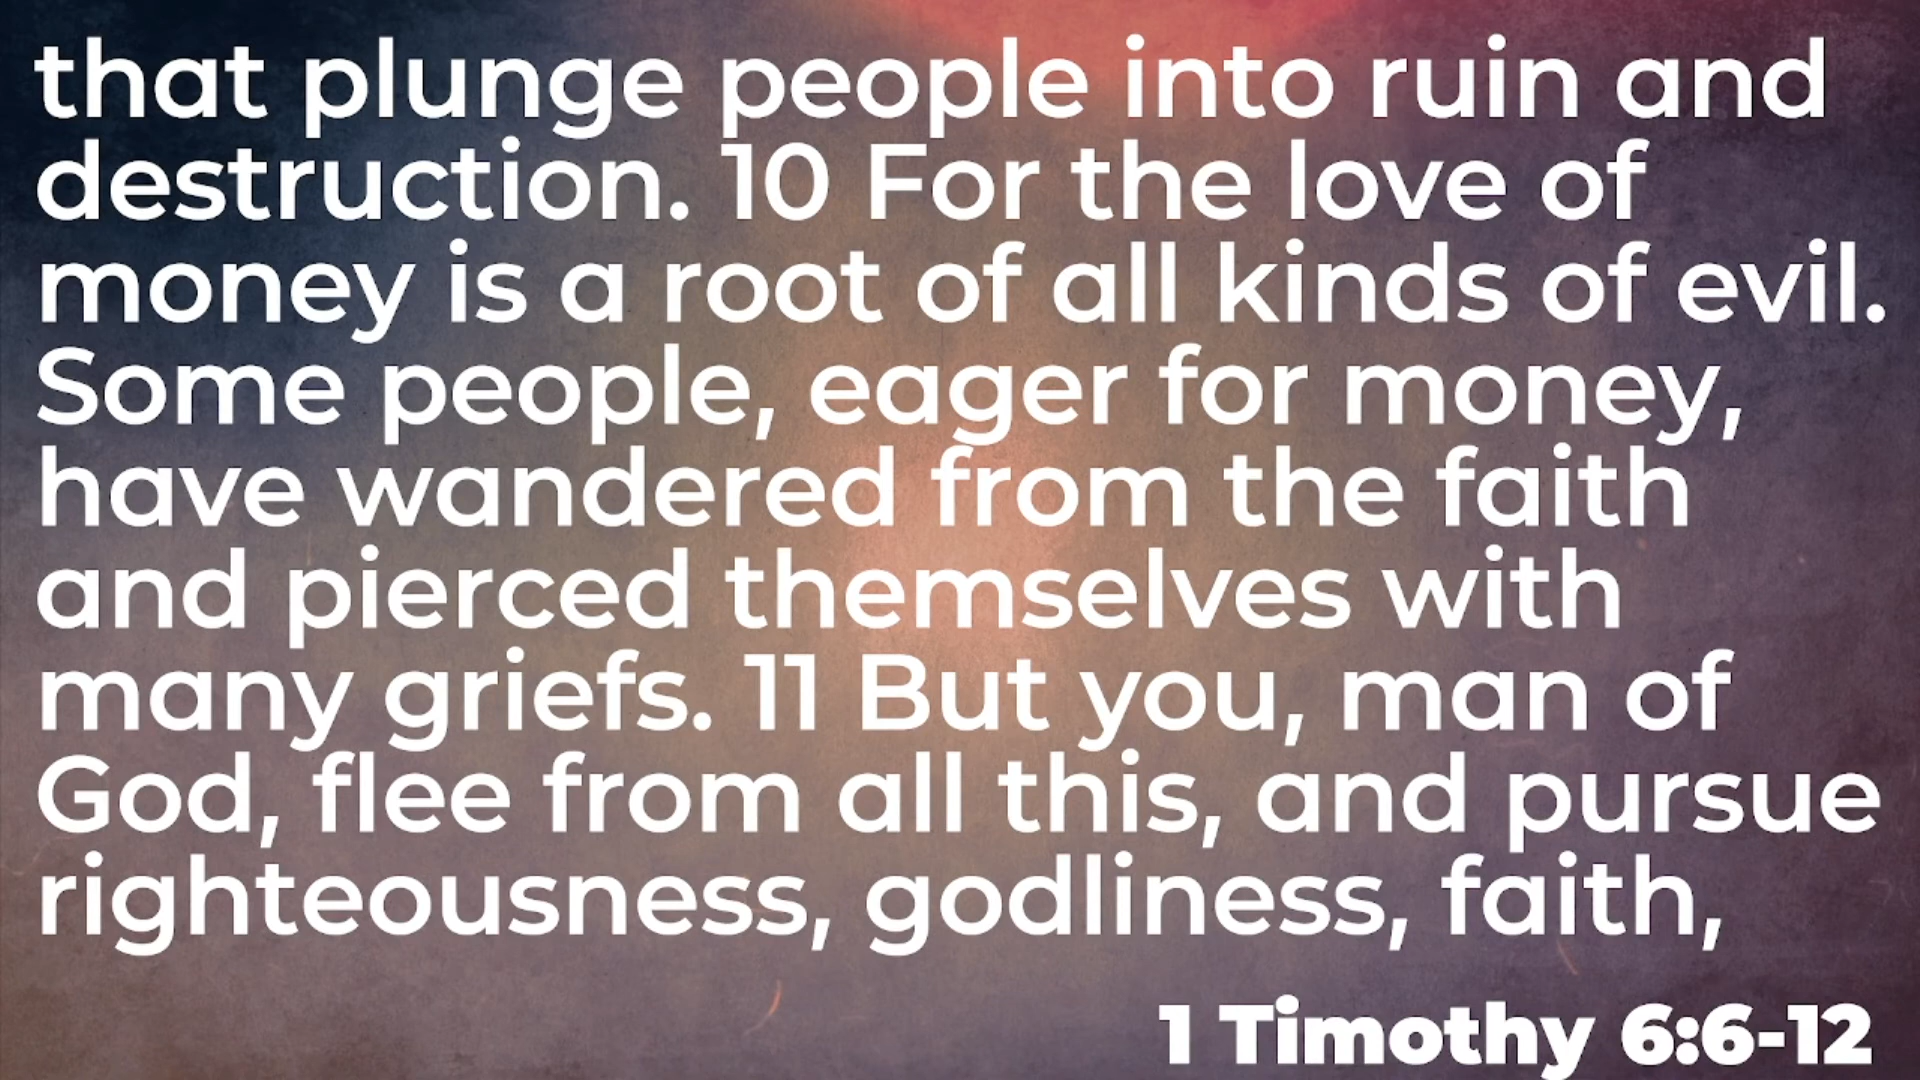 that plunge people into ruin and
destruction. 10 For the love of
money is a root of all kinds of evil.
Some people, eager for money,
have wandered from the faith
and pierced themselves with
many griefs. 11 But you, man of
God, flee from all this, and pursue
righteousness, godliness, faith,
1 Timothy 6:6-12